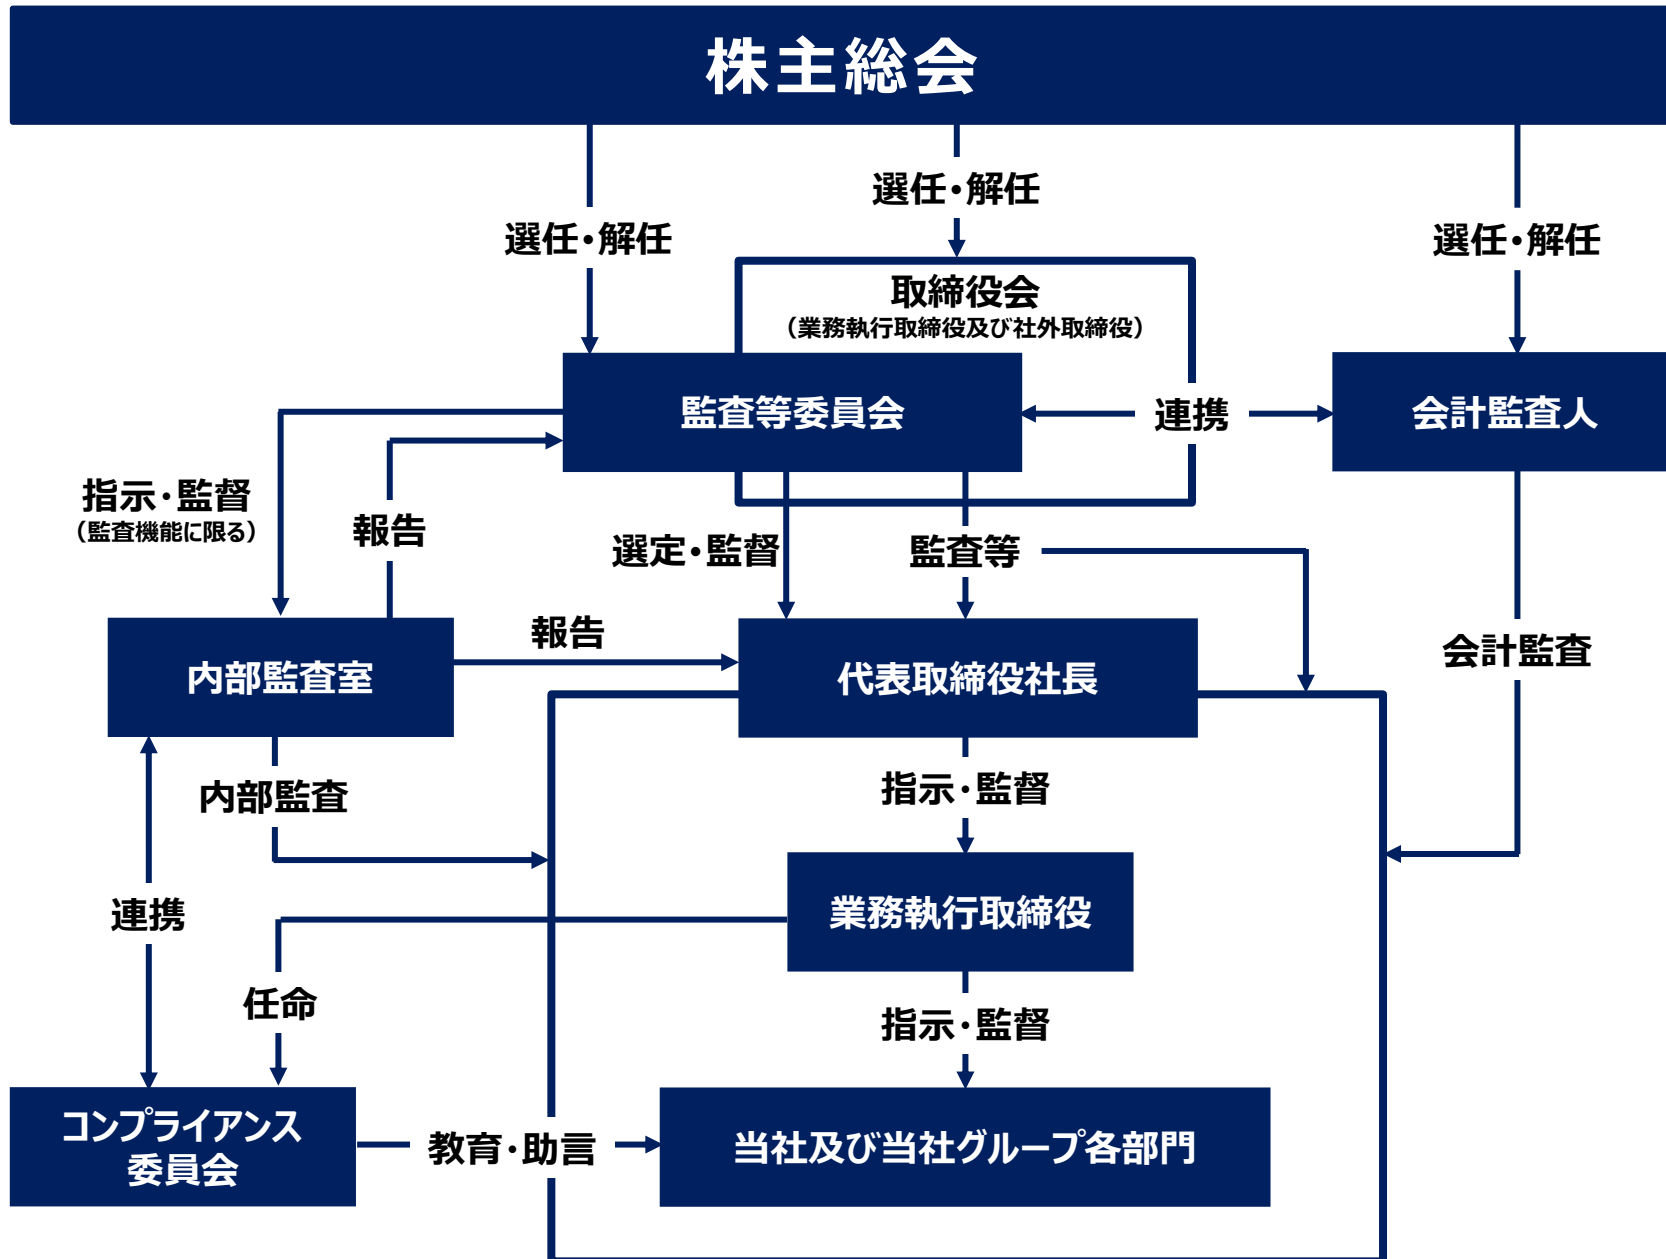 株主総会
選任・解任
選任・解任
選任・解任
取締役会
（業務執行取締役及び社外取締役）
監査等委員会
連携
会計監査人
指示・監督
（監査機能に限る）
報告
選定・監督
監査等
報告
内部監査室
代表取締役社長
会計監査
内部監査
指示・監督
連携
業務執行取締役
任命
指示・監督
コンプライアンス
委員会
教育・助言
当社及び当社グループ各部門